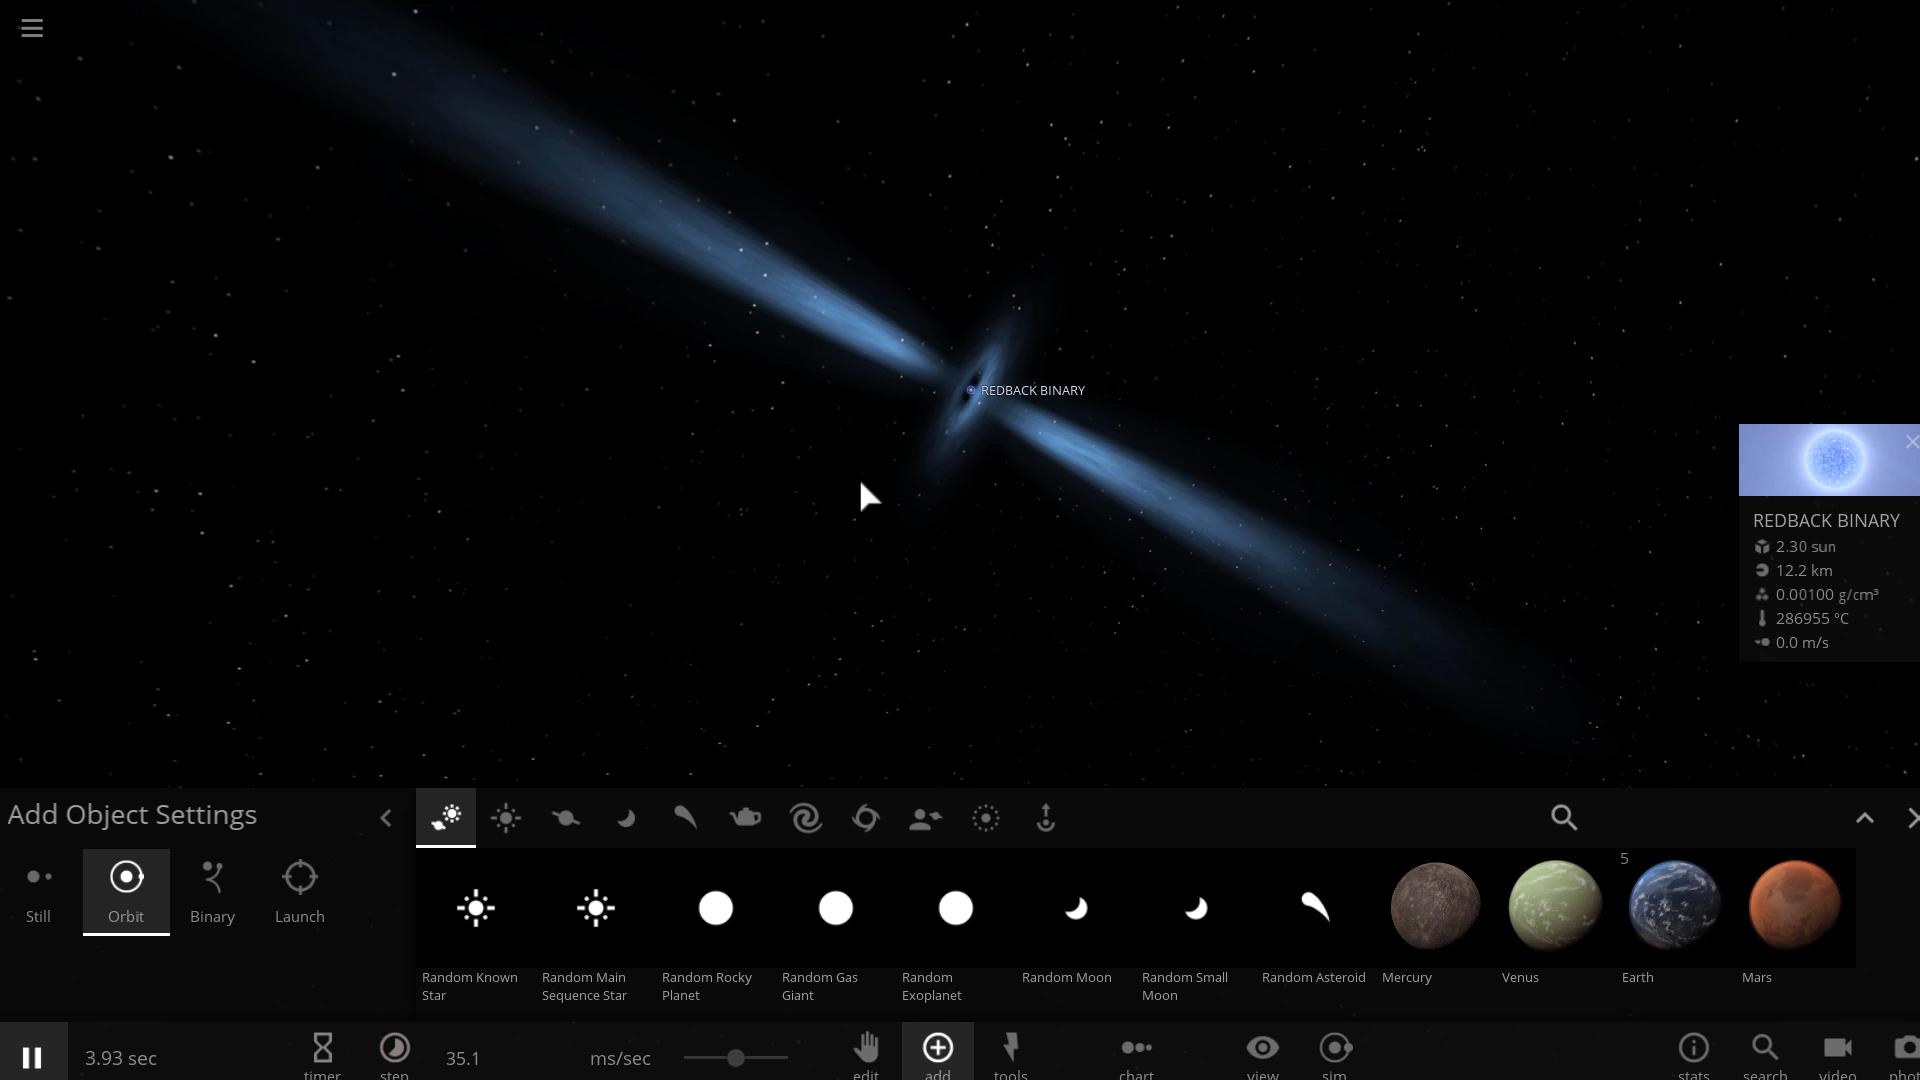 REDBACK BINARY
REDBACK BINARY
2.30 sun
12.2 km
0.00100 g/cm³
286955 °C
0.0 m/s
Add Object Settings
Still
Orbit
Binary
Launch
5
Random Known Star
Random Main Sequence Star
Random Rocky Planet
Random Gas Giant
Random Exoplanet
Random Moon
Random Small Moon
Random Asteroid
Mercury
Venus
Earth
Mars
3.93 sec
timer
step
35.1
ms/sec
edit
add
tools
chart
view
sim
stats
search
video
phot